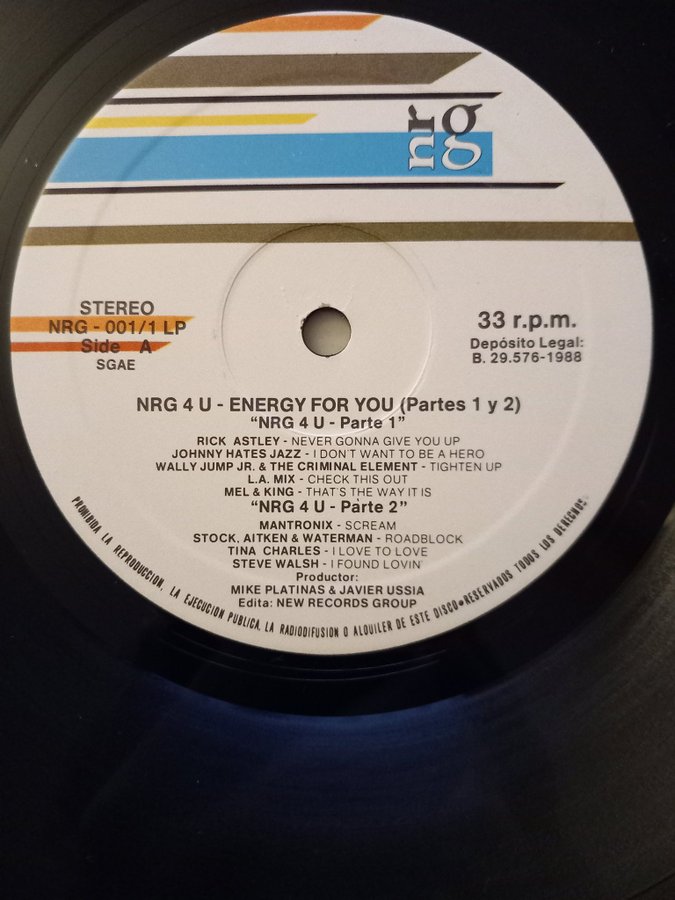 nrg
STEREO
NRG - 001/1 LP
Side A
SGAE
33 r.p.m.
Depósito Legal:
B. 29.576-1988
NRG 4 U - ENERGY FOR YOU (Partes 1 y 2)
"NRG 4 U - Parte 1"
RICK ASTLEY - NEVER GONNA GIVE YOU UP
JOHNNY HATES JAZZ - I DON'T WANT TO BE A HERO
WALLY JUMP JR. & THE CRIMINAL ELEMENT - TIGHTEN UP
L.A. MIX - CHECK THIS OUT
MEL & KING - THAT'S THE WAY IT IS
"NRG 4 U - Parte 2"
MANTRONIX - SCREAM
STOCK, AITKEN & WATERMAN - ROADBLOCK
TINA CHARLES - I LOVE TO LOVE
STEVE WALSH - I FOUND LOVIN'
Productor:
MIKE PLATINAS & JAVIER USSIA
Edita: NEW RECORDS GROUP
PROHIBIDA LA REPRODUCCION, LA EJECUCION PUBLICA, LA RADIODIFUSION O ALQUILER DE ESTE DISCO•RESERVADOS TODOS LOS DERECHOS.